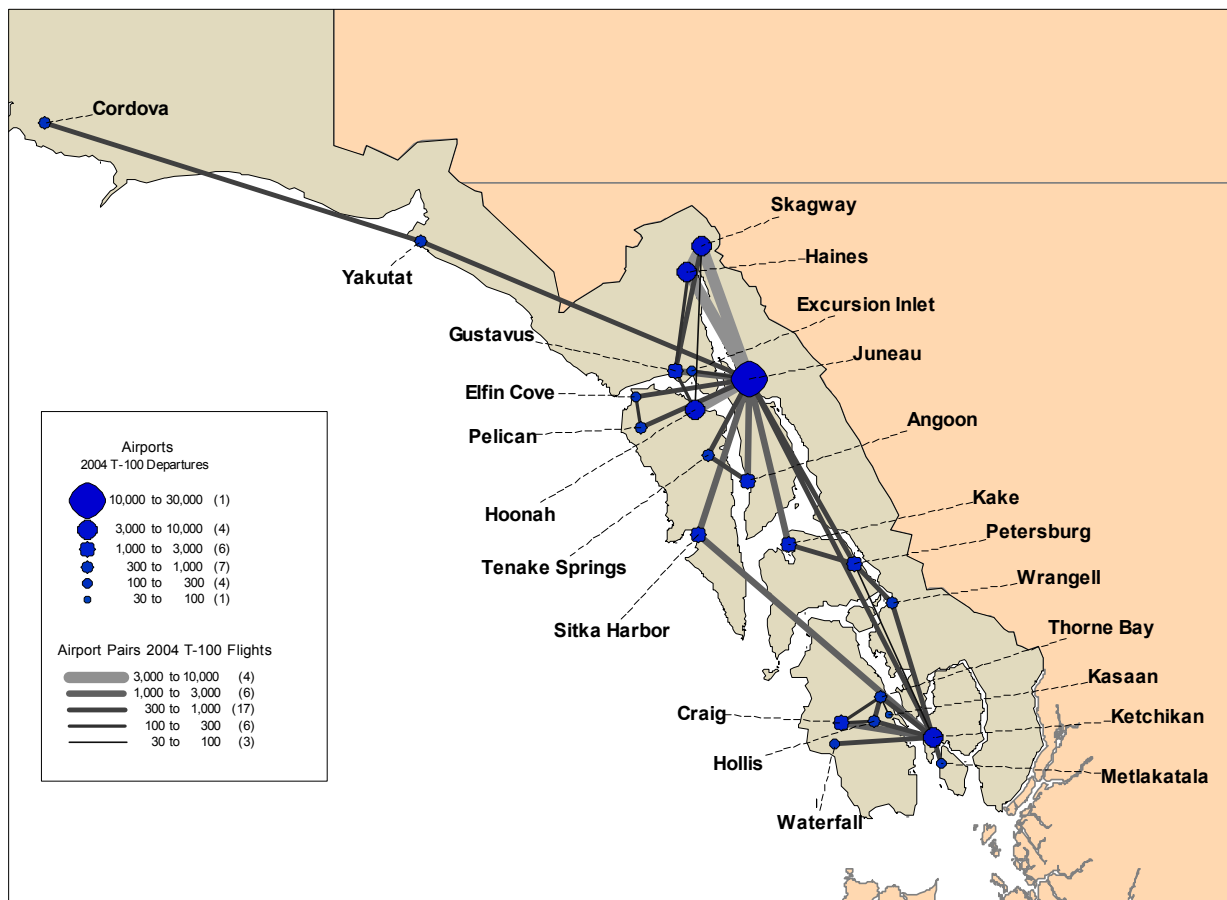 Cordova
Skagway
Haines
Yakutat
Excursion Inlet
Gustavus
Juneau
Elfin Cove
Angoon
Pelican
Kake
Hoonah
Petersburg
Tenake Springs
Wrangell
Sitka Harbor
Thorne Bay
Kasaan
Craig
Ketchikan
Hollis
Metlakatala
Waterfall
Airports
2004 T-100 Departures
10,000 to 30,000 (1)
3,000 to 10,000 (4)
1,000 to 3,000 (6)
300 to 1,000 (7)
100 to 300 (4)
30 to 100 (1)
Airport Pairs 2004 T-100 Flights
3,000 to 10,000 (4)
1,000 to 3,000 (6)
300 to 1,000 (17)
100 to 300 (6)
30 to 100 (3)